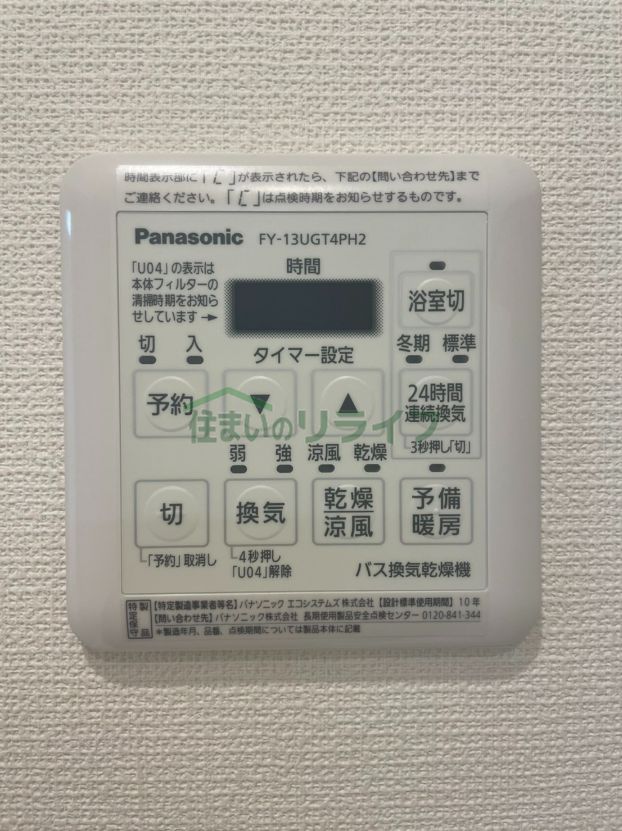 時間表示部に「[」が表示されたら、下記の【問い合わせ先】まで
ご連絡ください。「[」は点検時期をお知らせするものです。
Panasonic FY-13UGT4PH2
「U04」の表示は
本体フィルターの
清掃時期をお知ら
せしています→
時間
浴室切
切 入
タイマー設定
冬期 標準
予約
▼
▲
24時間
連続換気
3秒押し「切」
住まいのリライフ
弱 強 涼風 乾燥
切
換気
乾燥
涼風
予備
暖房
「予約」取消し
4秒押し
「U04」解除
バス換気乾燥機
特定保守製品
【特定製造事業者等名】パナソニック エコシステムズ株式会社【設計標準使用期間】10年
【問い合わせ先】パナソニック株式会社 長期使用製品安全点検センター 0120-841-344
＊製造年月、品番、点検期間については製品本体に記載